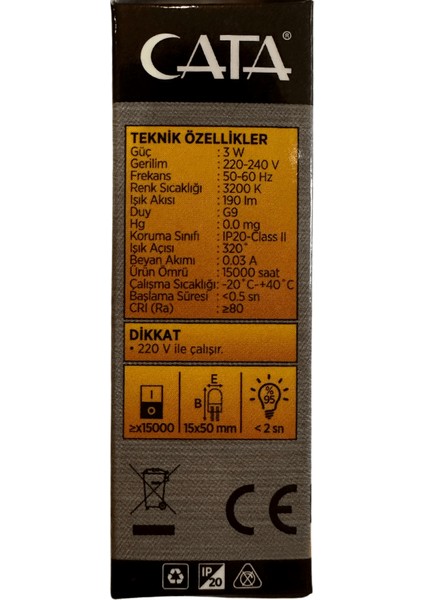 CATA®
TEKNİK ÖZELLİKLER
Güç : 3 W
Gerilim : 220-240 V
Frekans : 50-60 Hz
Renk Sıcaklığı : 3200 K
Işık Akısı : 190 lm
Duy : G9
Hg : 0.0 mg
Koruma Sınıfı : IP20-Class II
Işık Açısı : 320°
Beyan Akımı : 0.03 A
Ürün Ömrü : 15000 saat
Çalışma Sıcaklığı: -20°C-+40°C
Başlama Süresi : <0.5 sn
CRI (Ra) : ≥80
DİKKAT
• 220 V ile çalışır.
I O
E
B
%95
≥x15000 15x50 mm < 2 sn
CE
IP 20